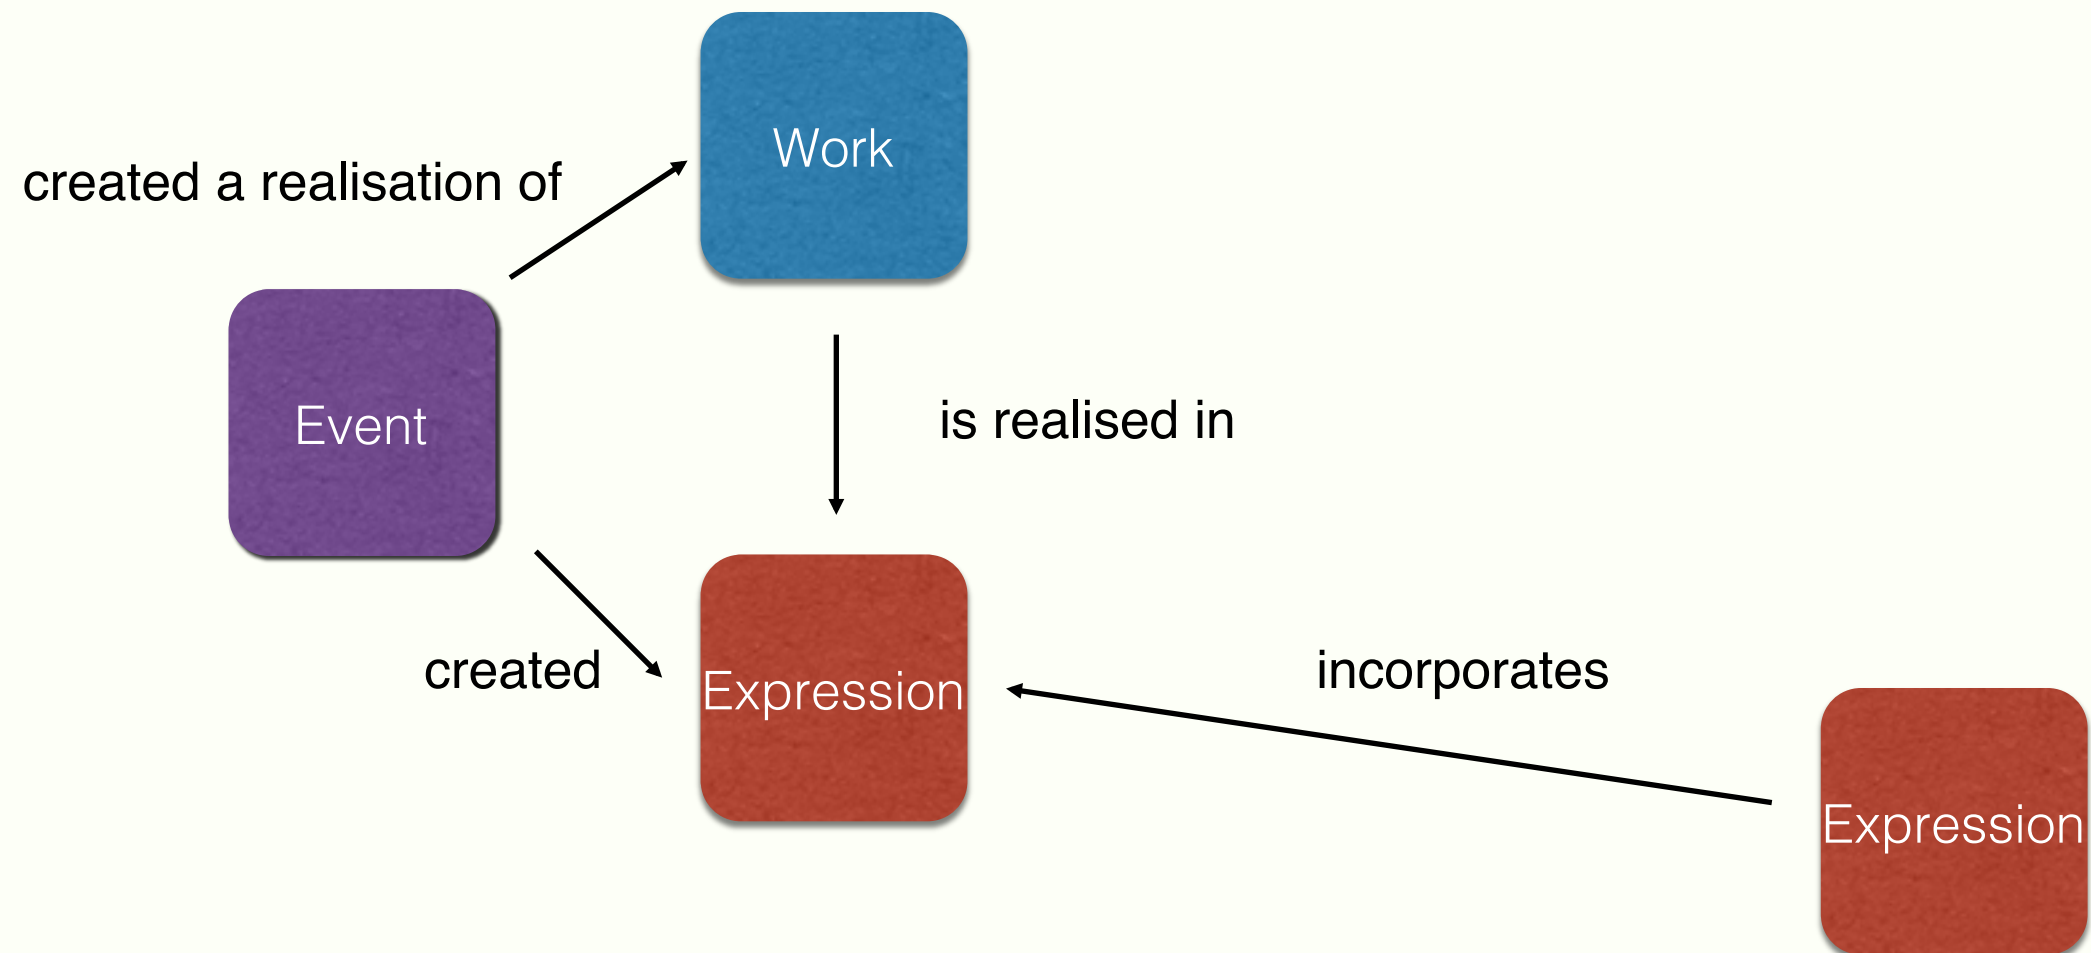 Work
created a realisation of
Event
is realised in
created
Expression
incorporates
Expression